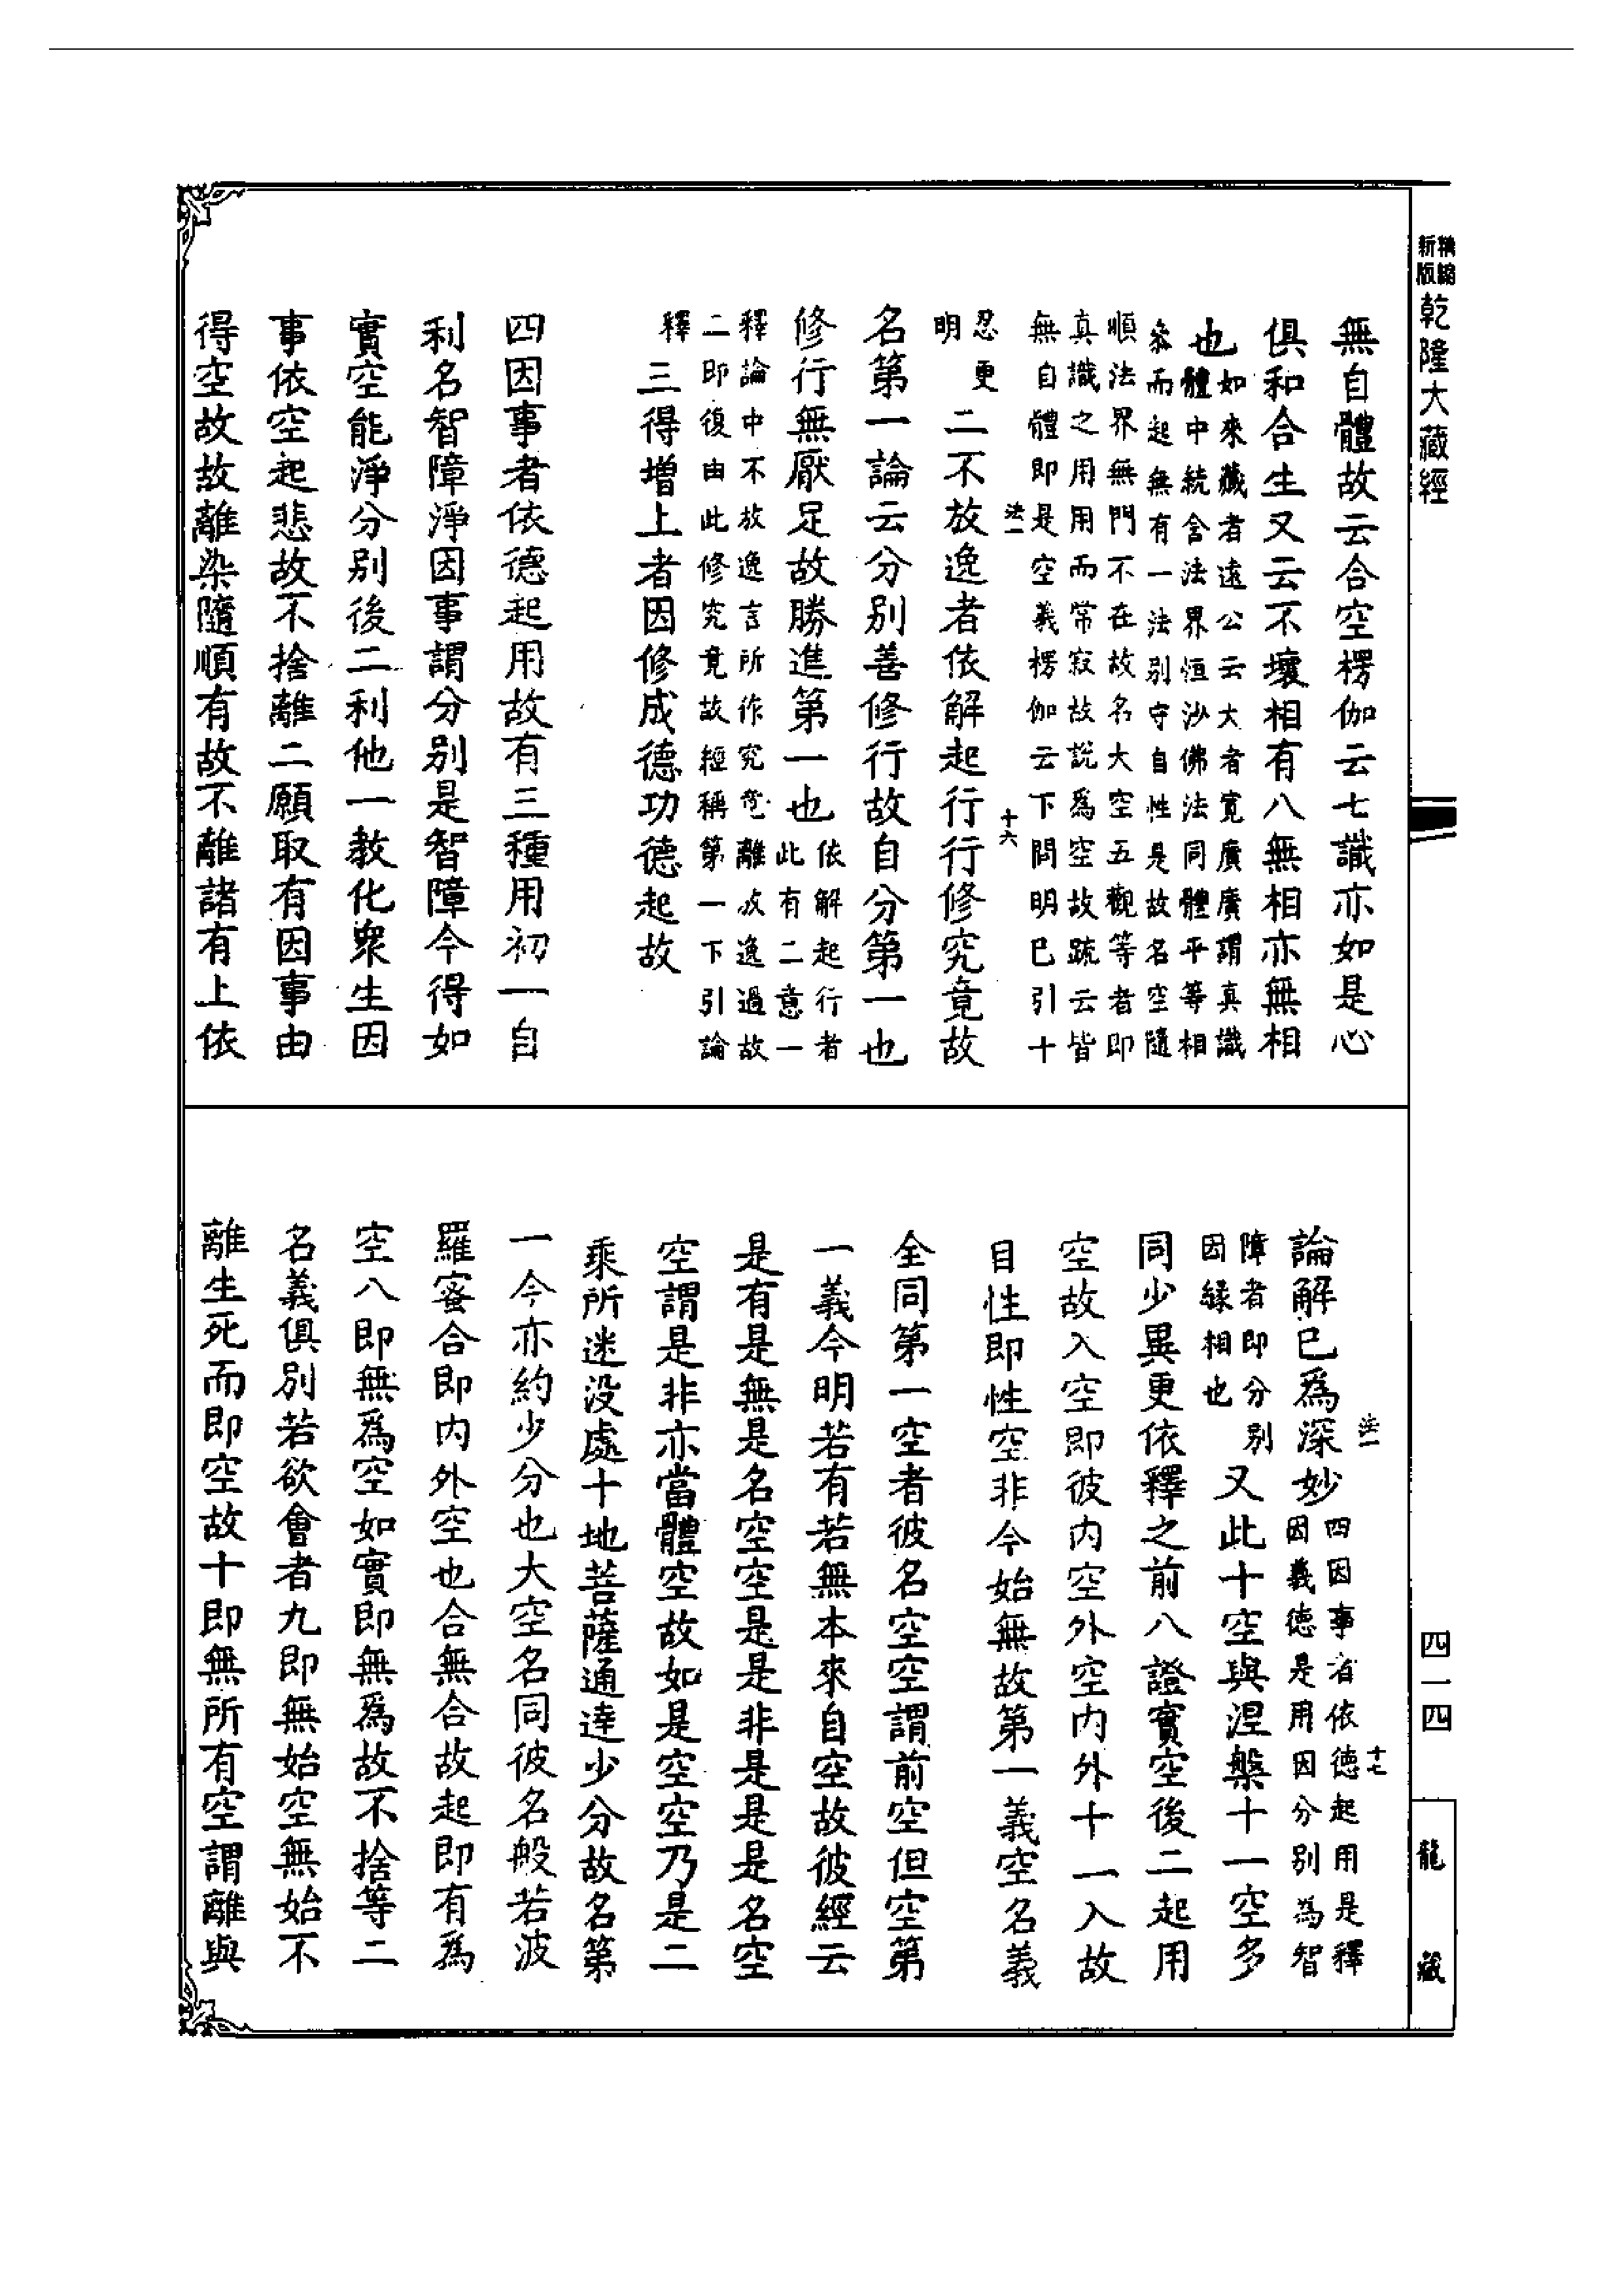 新版 精縮 乾隆大藏經
無自體故云合空楞伽云七識亦如是心
俱和合生又云不壞相有八無相亦無相
也如來藏者遠公云大者寬廣廣謂真識
體中統含法界恒沙佛法同體平等相
而起無有一法別守自性是故名空隨
順法界無門不在故名大空五觀等者即
真識之用用而常寂故說為空故䟽云皆
無自體即是空義楞伽云下問明已引十
法一
十六
忍更
明
二不放逸者依解起行行修究竟故
名第一論云分別善修行故自分第一也
修行無厭足故勝進第一也依解起行者
此有二意一
釋論中不放逸言所作究竟離放逸過故
二即復由此修究竟故經稱第一下引論
釋
三得增上者因修成德功德起故
四因事者依德起用故有三種用初一自
利名智障淨因事謂分別是智障今得如
實空能淨分別後二利他一教化衆生因
事依空起悲故不捨離二願取有因事由
得空故故離染隨順有故不離諸有上依
論解已為深妙四因事者依德起用是釋
因義德是用因分別為智
法一
十七
障者即分別
因緣相也
又此十空與涅槃十一空多
同少異更依釋之前八證實空後二起用
空故入空即彼内空外空内外十一入故
自性即性空非今始無故第一義空名義
全同第一空者彼名空空謂前空但空第
一義今明若有若無本來自空故彼經云
是有是無是名空空是是非是是是名空
空謂是非亦當體空故如是空空乃是二
乘所迷没處十地菩薩通達少分故名第
一今亦約少分也大空名同彼名般若波
羅蜜合即内外空也合無合故起即有為
空八即無為空如實即無為故不捨等二
名義俱別若欲會者九即無始空無始不
離生死而即空故十即無所有空謂離與
四一四
龍藏